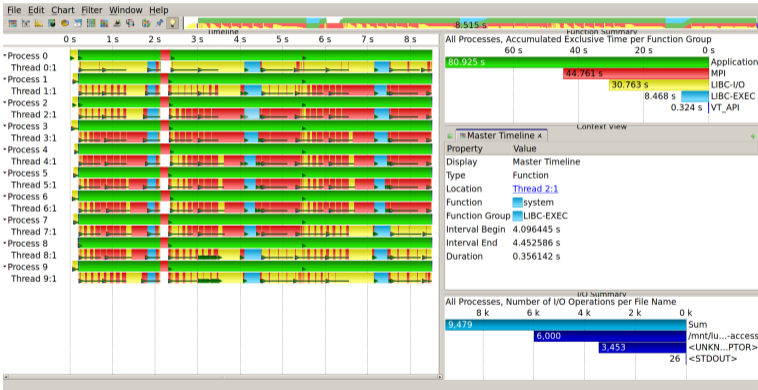 File Edit Chart Filter Window Help
8.515 s
Timeline
0 s 1 s 2 s 3 s 4 s 5 s 6 s 7 s 8 s
Process 0
Thread 0:1
Process 1
Thread 1:1
Process 2
Thread 2:1
Process 3
Thread 3:1
Process 4
Thread 4:1
Process 5
Thread 5:1
Process 6
Thread 6:1
Process 7
Thread 7:1
Process 8
Thread 8:1
Process 9
Thread 9:1
Function Summary
All Processes, Accumulated Exclusive Time per Function Group
60 s 40 s 20 s 0 s
80.925 s Application
44.761 s MPI
30.763 s LIBC-I/O
8.468 s LIBC-EXEC
0.324 s VT_API
Context View
Master Timeline
Property Value
Display Master Timeline
Type Function
Location Thread 2:1
Function system
Function Group LIBC-EXEC
Interval Begin 4.096445 s
Interval End 4.452586 s
Duration 0.356142 s
I/O Summary
All Processes, Number of I/O Operations per File Name
8 k 6 k 4 k 2 k 0 k
9,479 Sum
6,000 /mnt/lu...-access
3,453 <UNKN...PTOR>
26 <STDOUT>